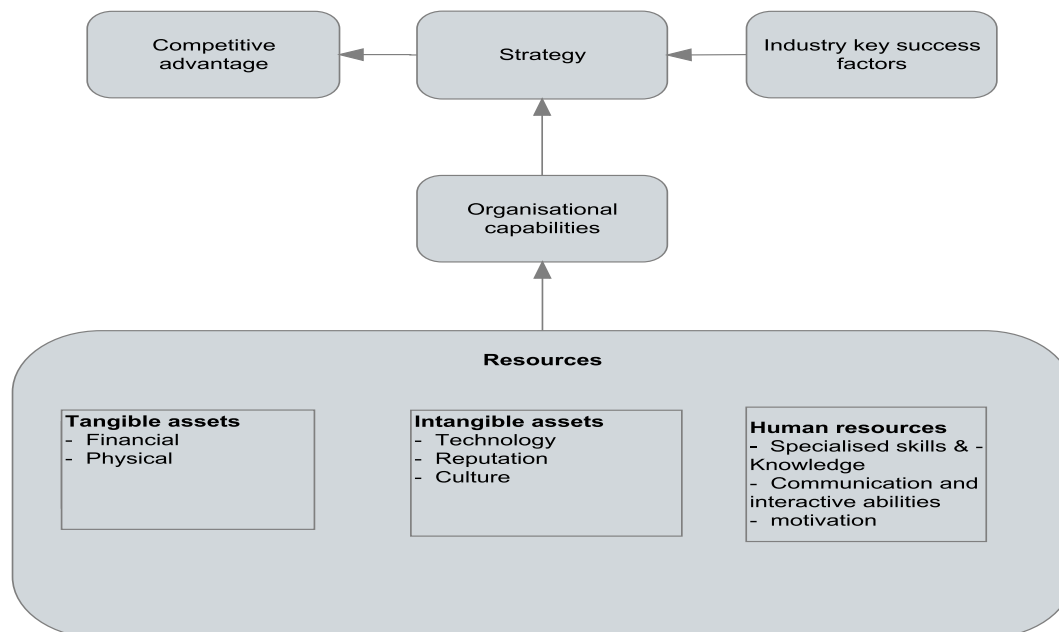 Competitive
advantage
Strategy
Industry key success
factors
Organisational
capabilities
Resources
Tangible assets
- Financial
- Physical
Intangible assets
- Technology
- Reputation
- Culture
Human resources
- Specialised skills & -
Knowledge
- Communication and
interactive abilities
- motivation